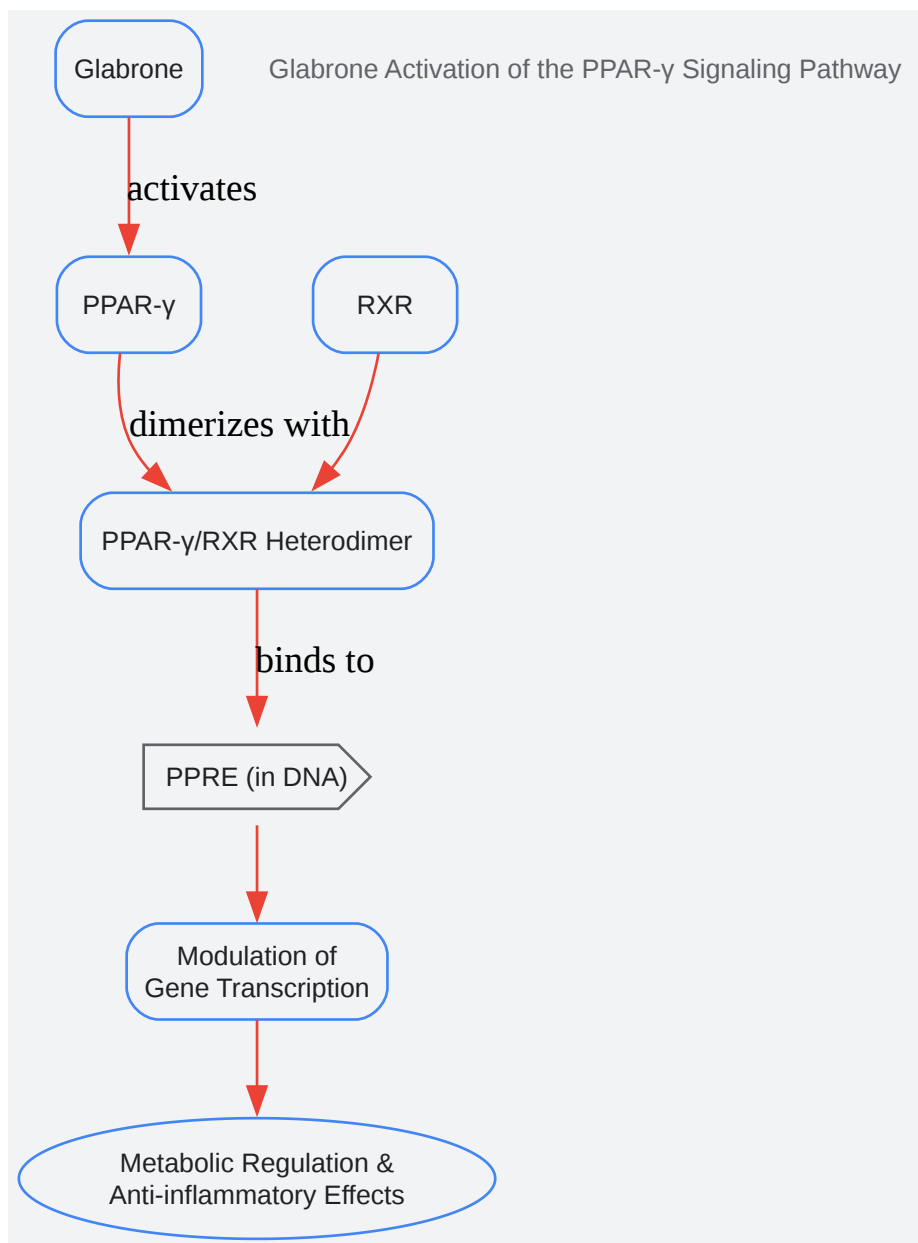 Glabrone
Glabrone Activation of the PPAR-γ Signaling Pathway
activates
PPAR-γ
RXR
dimerizes with
PPAR-γ/RXR Heterodimer
binds to
PPRE (in DNA)
Modulation of
Gene Transcription
Metabolic Regulation &
Anti-inflammatory Effects